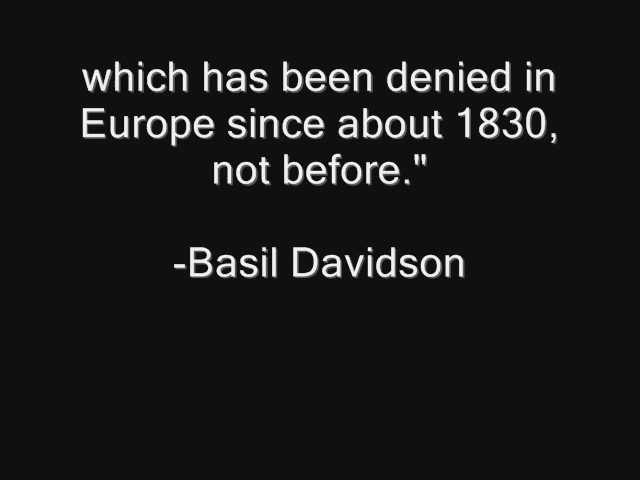 which has been denied in
Europe since about 1830,
not before."
-Basil Davidson